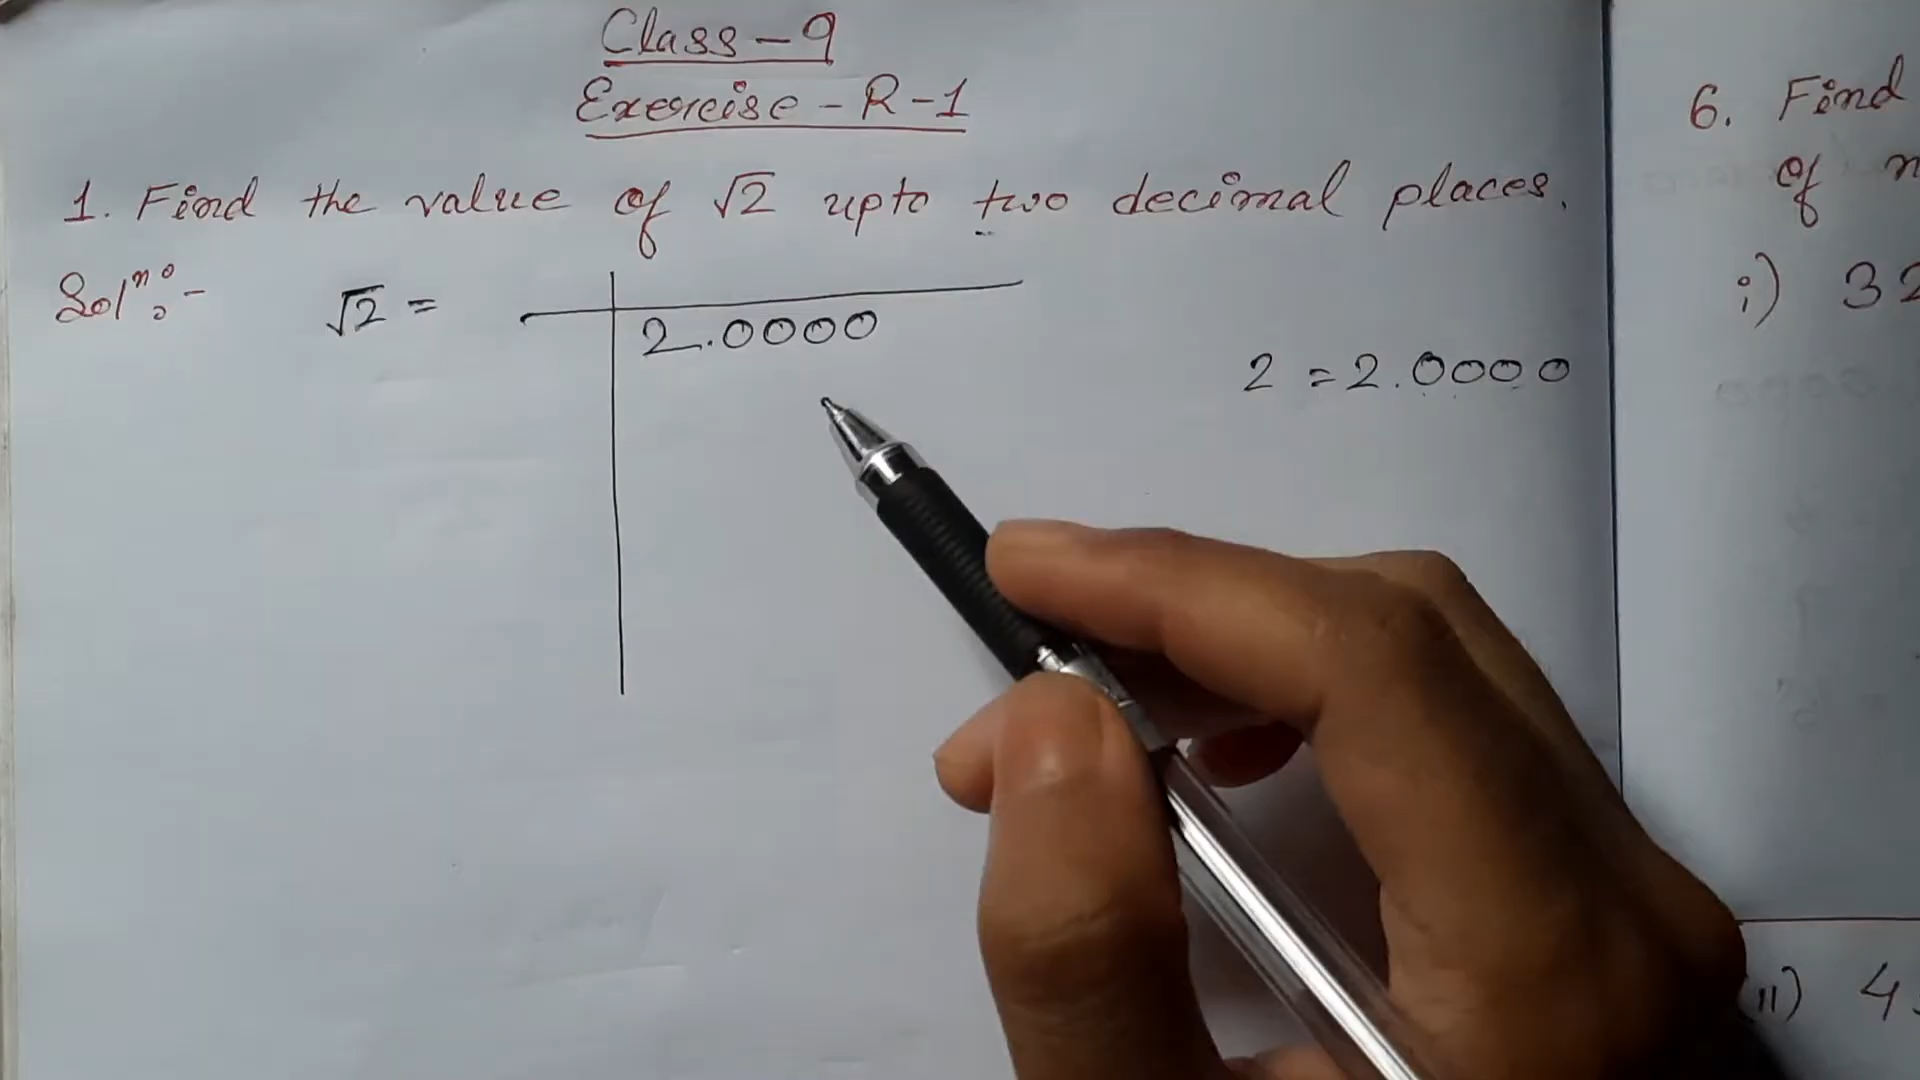 Class-9
Exercise-R-1
1. Find the value of √2 upto two decimal places.
Solⁿ:- √2 = 2.0000
2 = 2.0000
6. Find
of
i) 32
(ii) 4